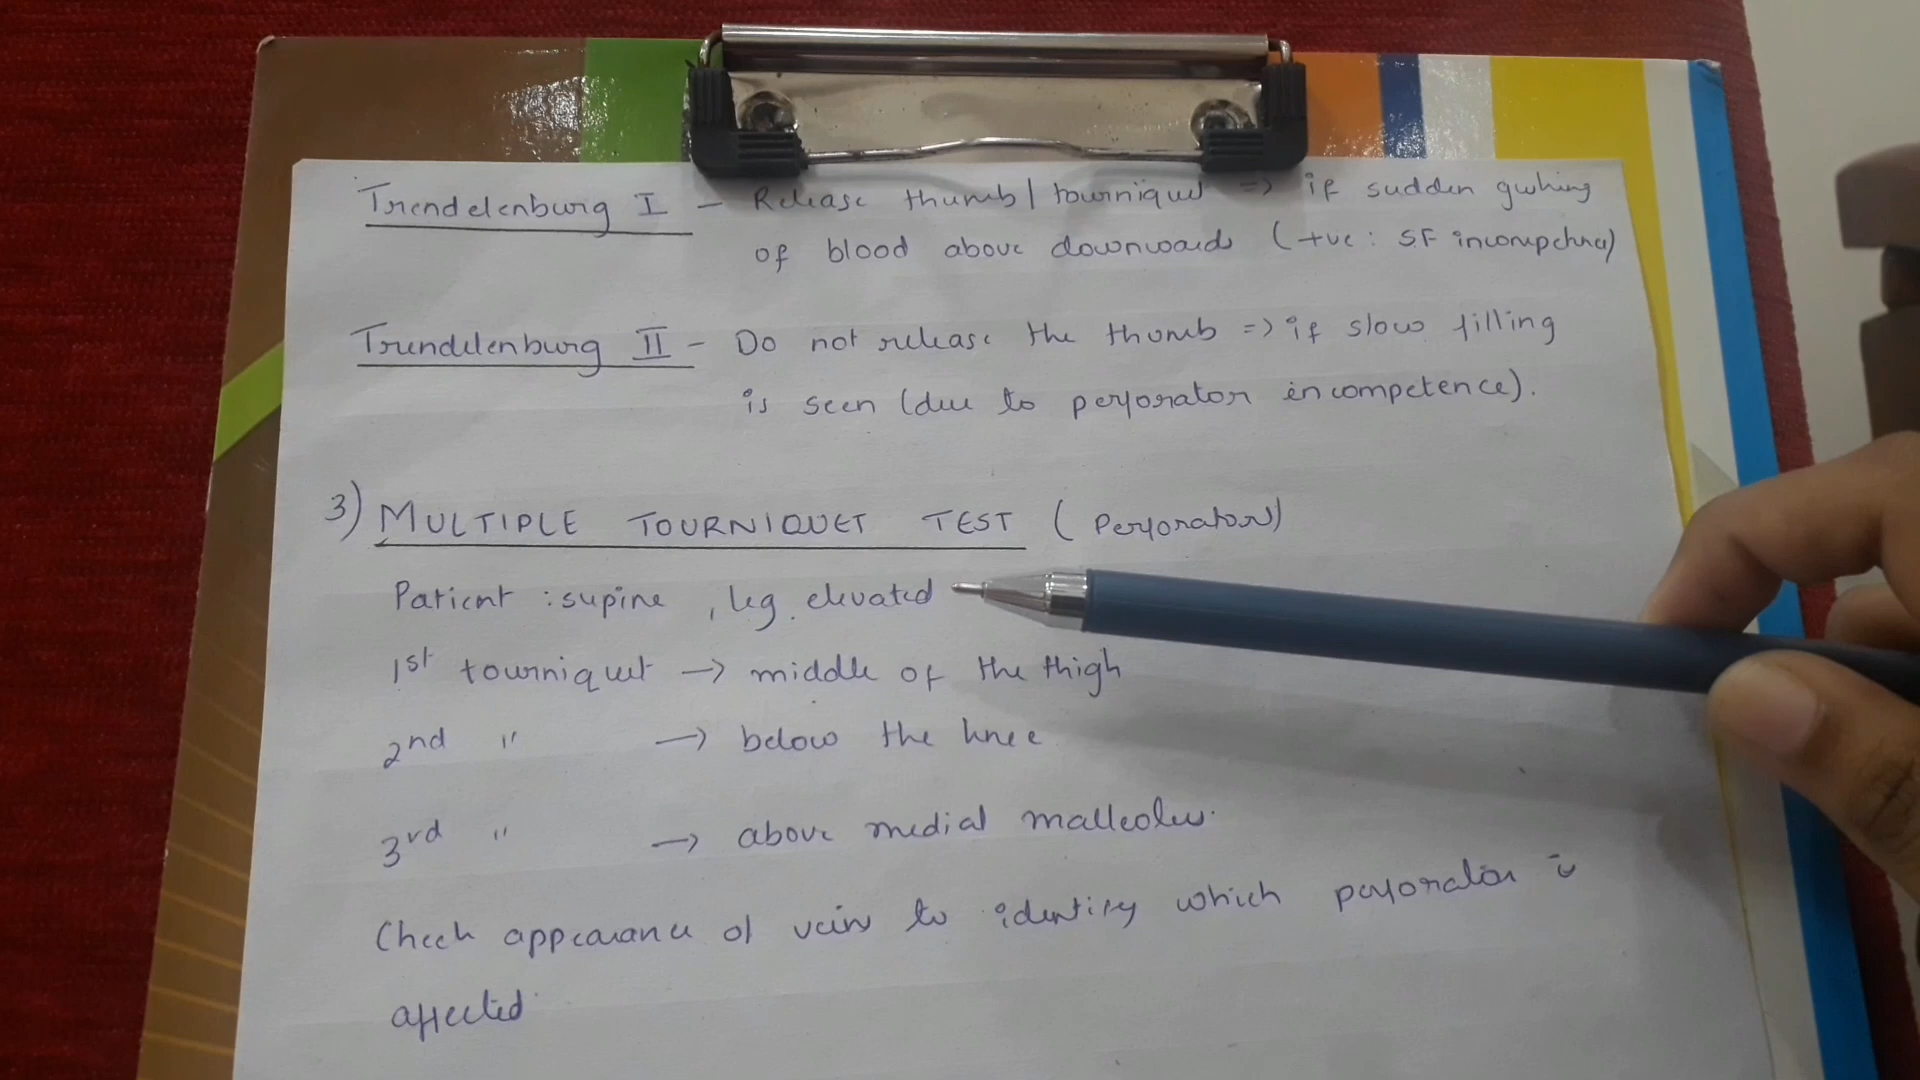 Trendelenburg I - Release thumb/tourniquet => if sudden gushing
of blood above downwards (+ve: SF incompetence)
Trendelenburg II - Do not release the thumb => if slow filling
is seen (due to perforator incompetence).
3) MULTIPLE TOURNIQUET TEST (Perforators)
Patient : supine, leg elevated
1st tourniquet → middle of the thigh
2nd " → below the knee
3rd " → above medial malleolus.
Check appearance of veins to identify which perforator is
affected